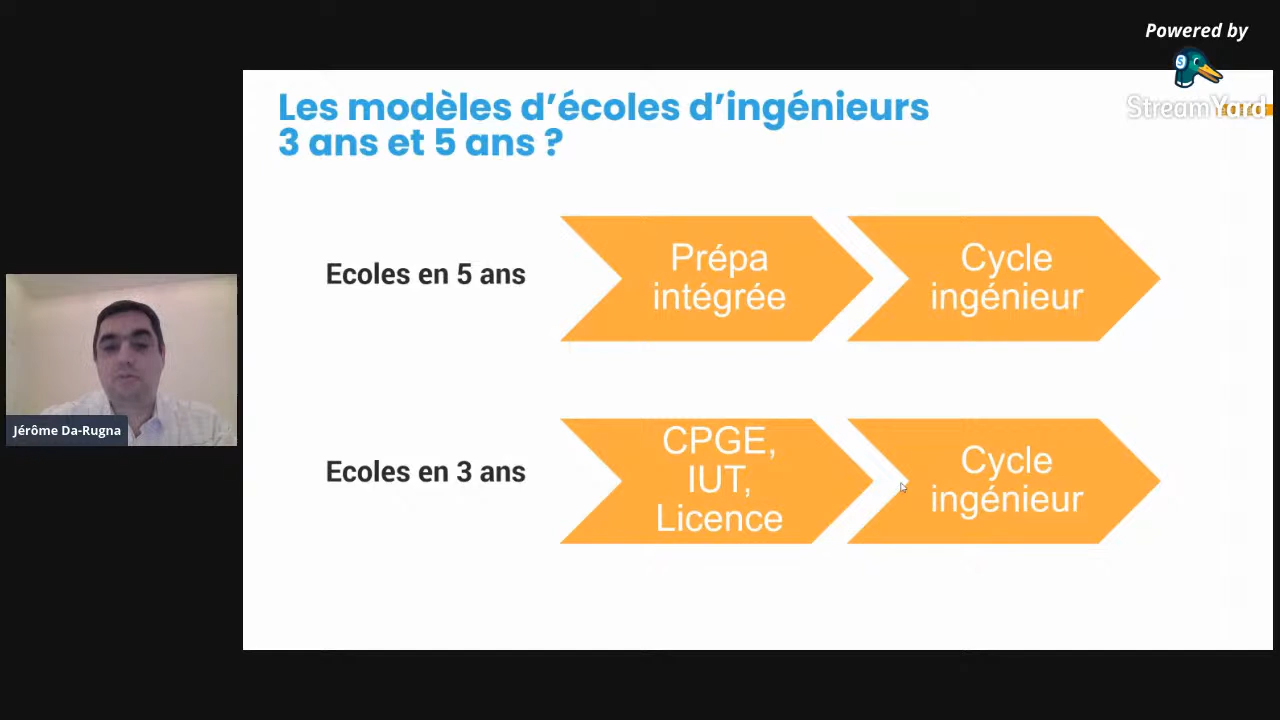 Powered by
StreamYard
Les modèles d’écoles d’ingénieurs
3 ans et 5 ans ?
Ecoles en 5 ans
Prépa
intégrée
Cycle
ingénieur
Jérôme Da-Rugna
Ecoles en 3 ans
CPGE,
IUT,
Licence
Cycle
ingénieur